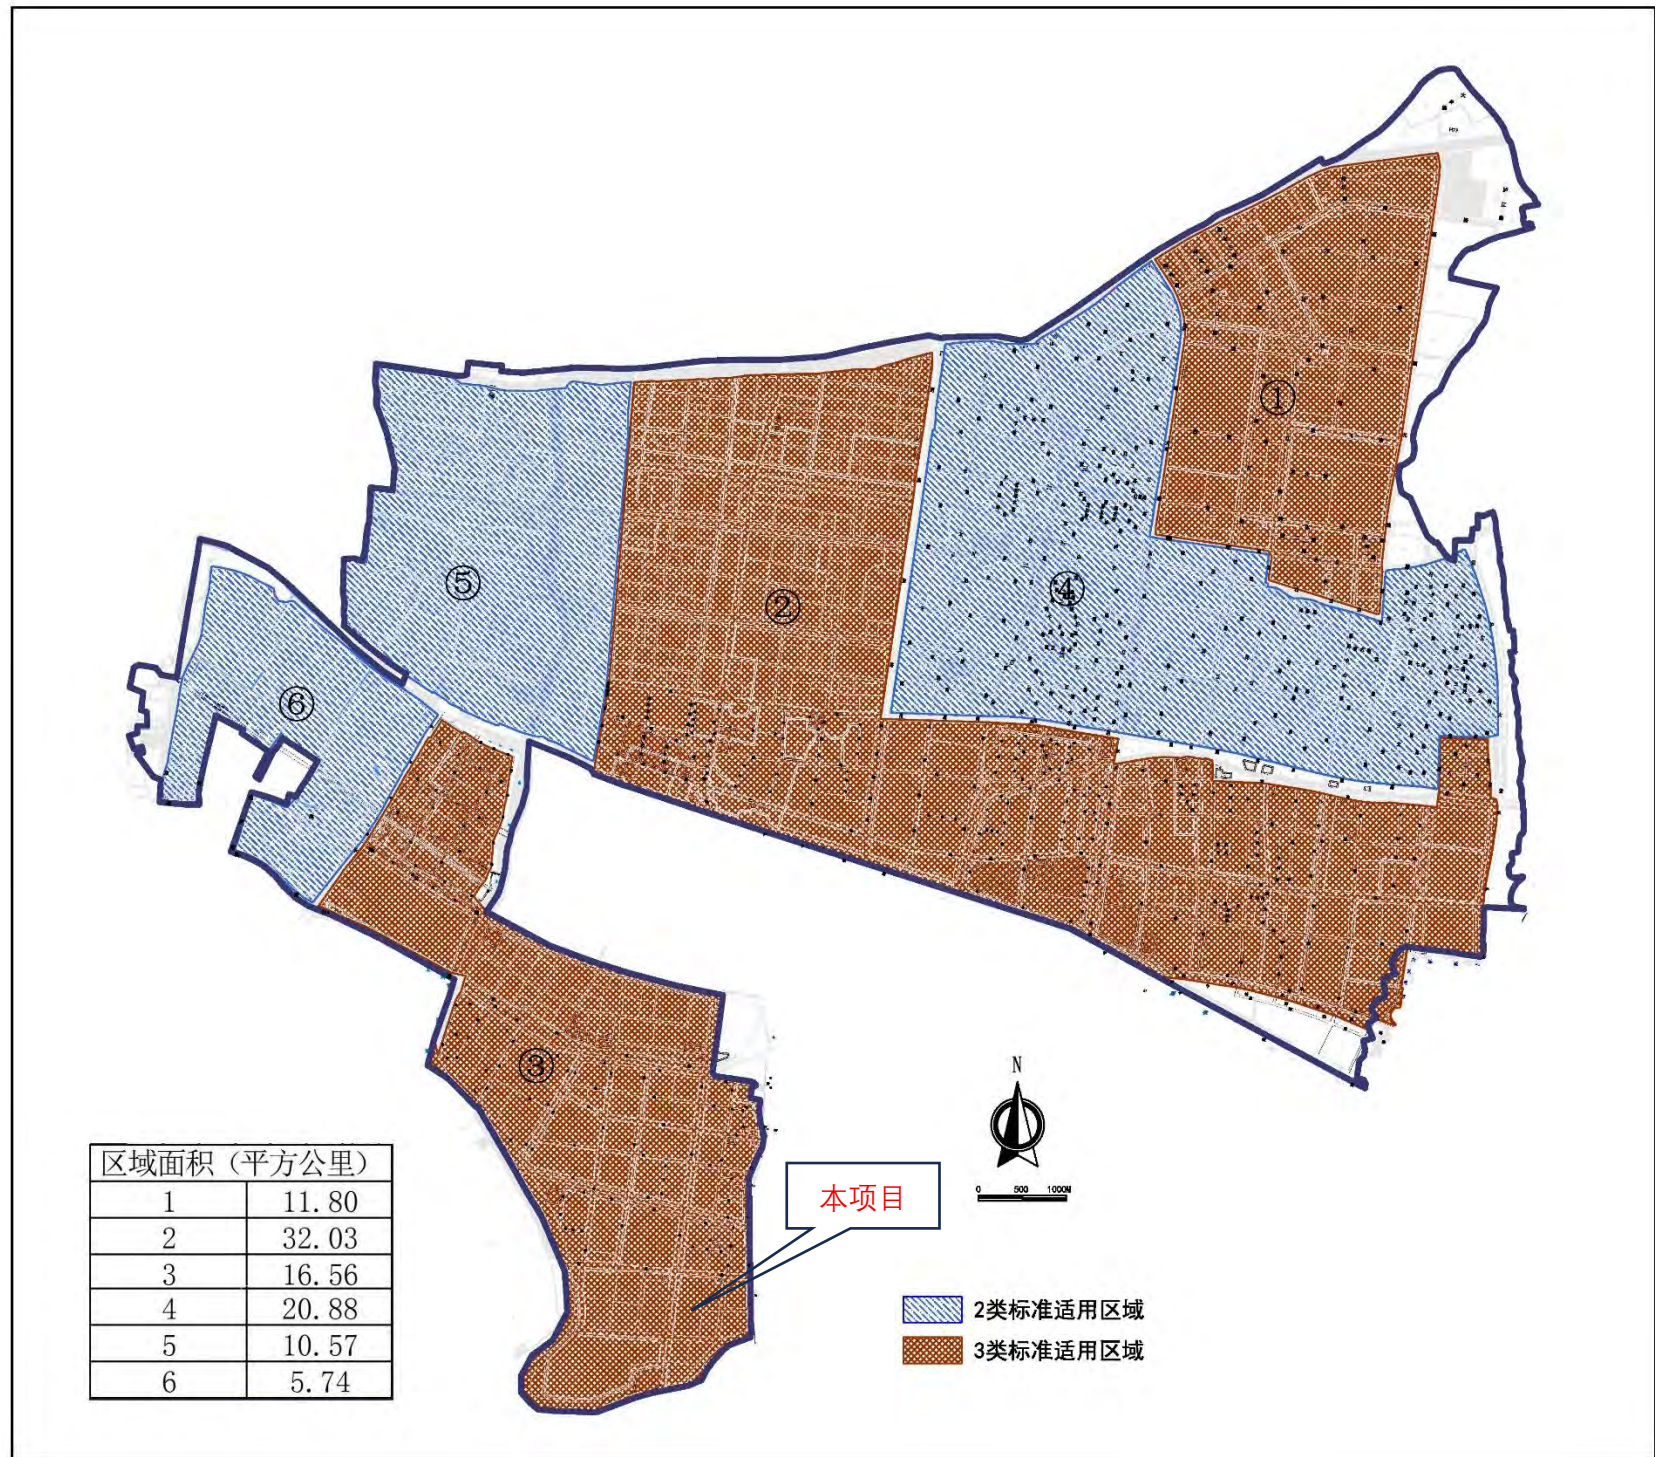 ①
⑤
②
④
⑥
③
N
0 500 1000M
本项目
区域面积（平方公里）
1 11.80
2 32.03
3 16.56
4 20.88
5 10.57
6 5.74
2类标准适用区域
3类标准适用区域